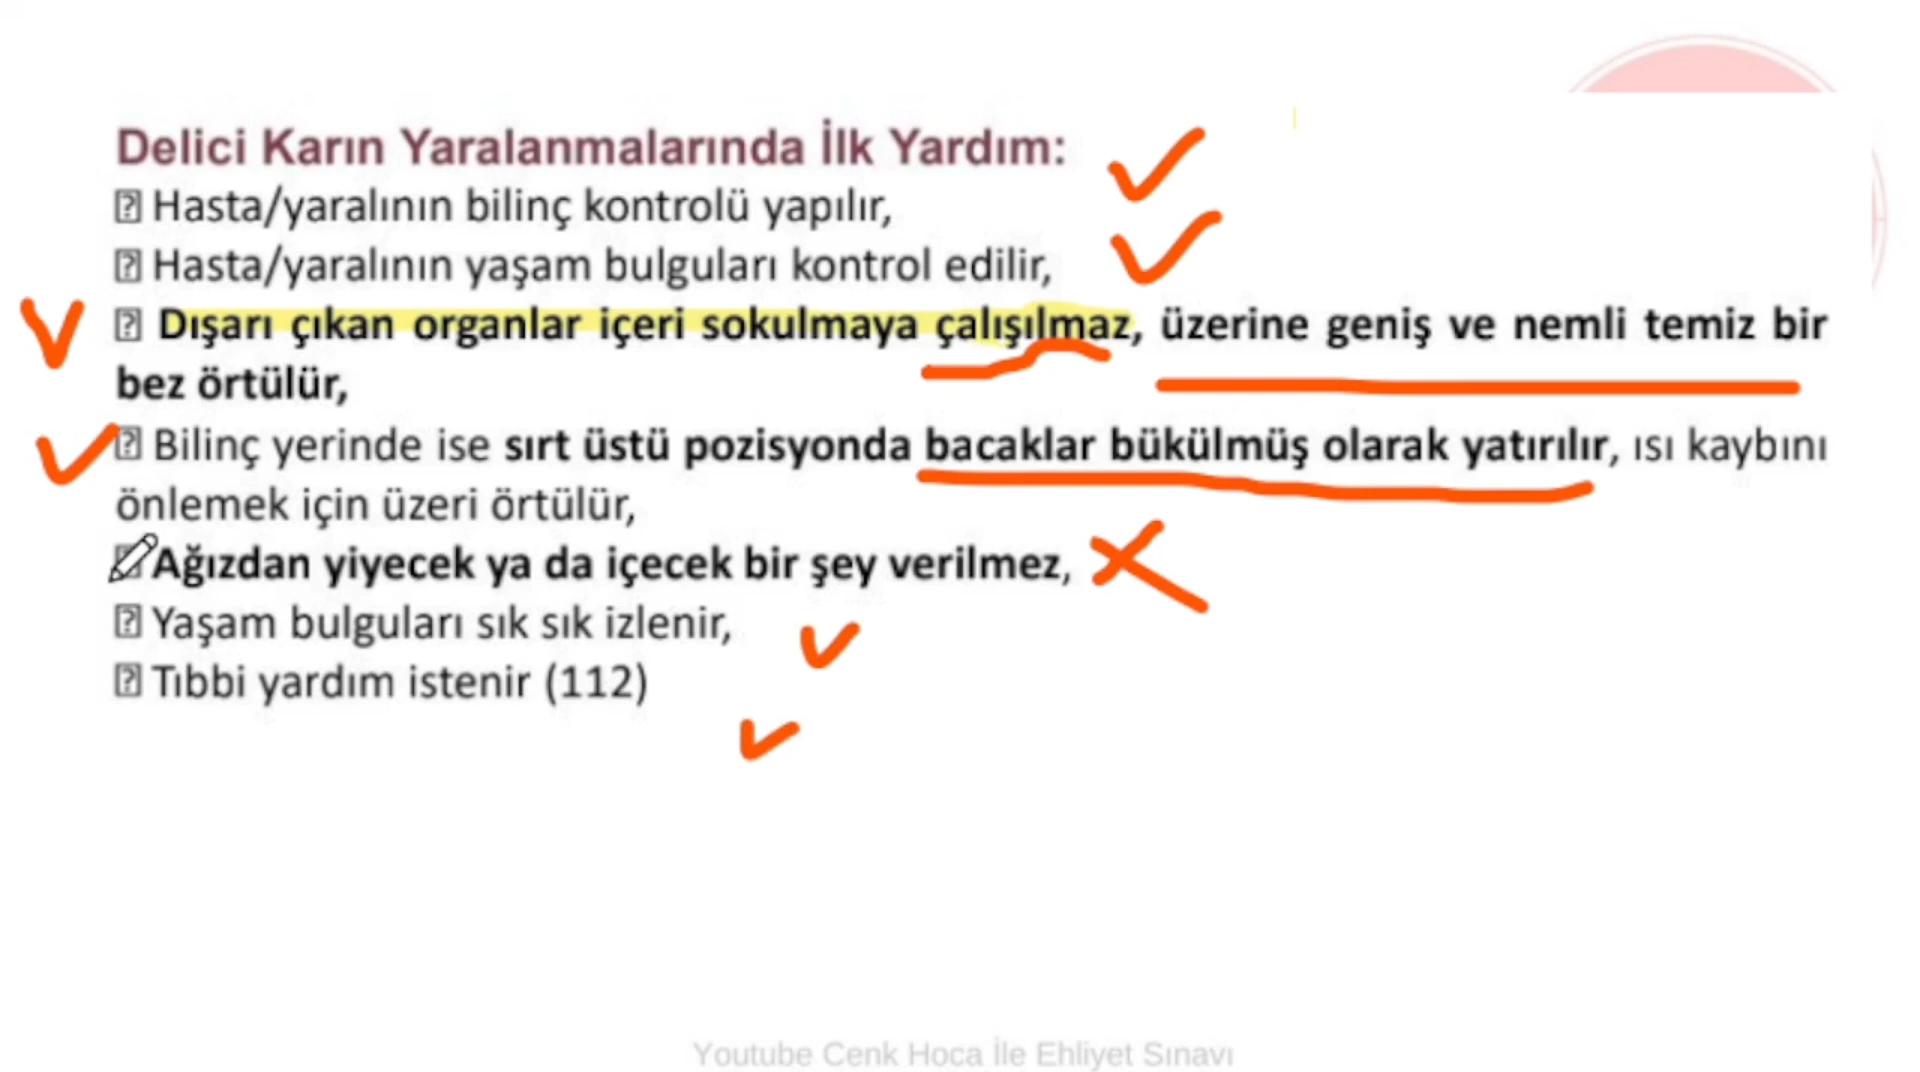 Delici Karın Yaralanmalarında İlk Yardım:
Hasta/yaralının bilinç kontrolü yapılır,
Hasta/yaralının yaşam bulguları kontrol edilir,
Dışarı çıkan organlar içeri sokulmaya çalışılmaz, üzerine geniş ve nemli temiz bir
bez örtülür,
Bilinç yerinde ise sırt üstü pozisyonda bacaklar bükülmüş olarak yatırılır, ısı kaybını
önlemek için üzeri örtülür,
Ağızdan yiyecek ya da içecek bir şey verilmez,
Yaşam bulguları sık sık izlenir,
Tıbbi yardım istenir (112)
Youtube Cenk Hoca İle Ehliyet Sınavı